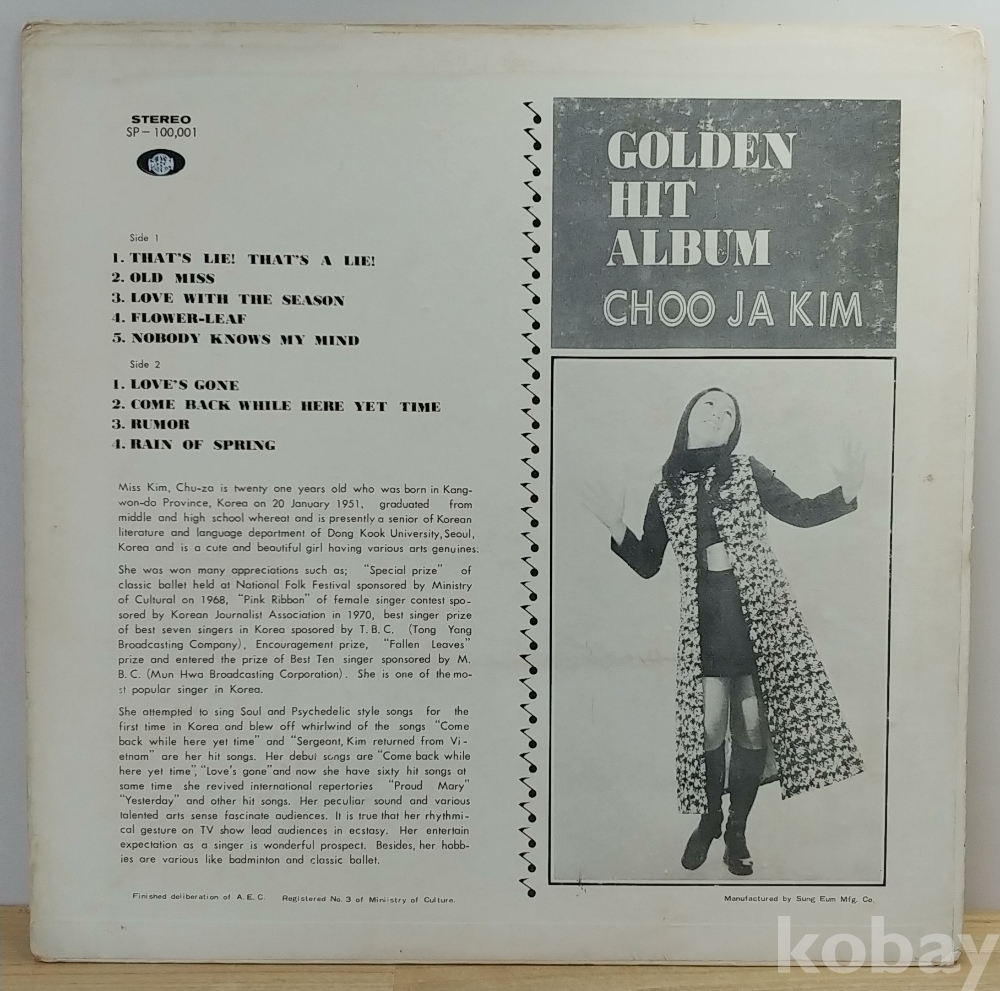 STEREO
SP – 100,001
Side 1
1. THAT'S LIE! THAT'S A LIE!
2. OLD MISS
3. LOVE WITH THE SEASON
4. FLOWER-LEAF
5. NOBODY KNOWS MY MIND
Side 2
1. LOVE'S GONE
2. COME BACK WHILE HERE YET TIME
3. RUMOR
4. RAIN OF SPRING
Miss Kim, Chu-za is twenty one years old who was born in Kang-
won-do Province, Korea on 20 January 1951, graduated from
middle and high school whereat and is presently a senior of Korean
literature and language department of Dong Kook University, Seoul,
Korea and is a cute and beautiful girl having various arts genuines.
She was won many appreciations such as; "Special prize" of
classic ballet held at National Folk Festival sponsored by Ministry
of Cultural on 1968, "Pink Ribbon" of female singer contest spo-
sored by Korean Journalist Association in 1970, best singer prize
of best seven singers in Korea sposored by T.B.C. (Tong Yang
Broadcasting Company), Encouragement prize, "Fallen Leaves"
prize and entered the prize of Best Ten singer sponsored by M.
B.C. (Mun Hwa Broadcasting Corporation). She is one of the mo-
st popular singer in Korea.
She attempted to sing Soul and Psychedelic style songs for the
first time in Korea and blew off whirlwind of the songs "Come
back while here yet time" and "Sergeant, Kim returned from Vi-
etnam" are her hit songs. Her debut songs are "Come back while
here yet time", "Love's gone" and now she have sixty hit songs at
same time she revived international repertories "Proud Mary"
"Yesterday" and other hit songs. Her peculiar sound and various
talented arts sense fascinate audiences. It is true that her rhythmi-
cal gesture on TV show lead audiences in ecstasy. Her entertain
expectation as a singer is wonderful prospect. Besides, her hobb-
ies are various like badminton and classic ballet.
Finished deliberation of A.E.C. Registered No. 3 of Miniistry of Culture.
GOLDEN
HIT
ALBUM
CHOO JA KIM
Manufactured by Sung Eum Mfg. Co.
kobay